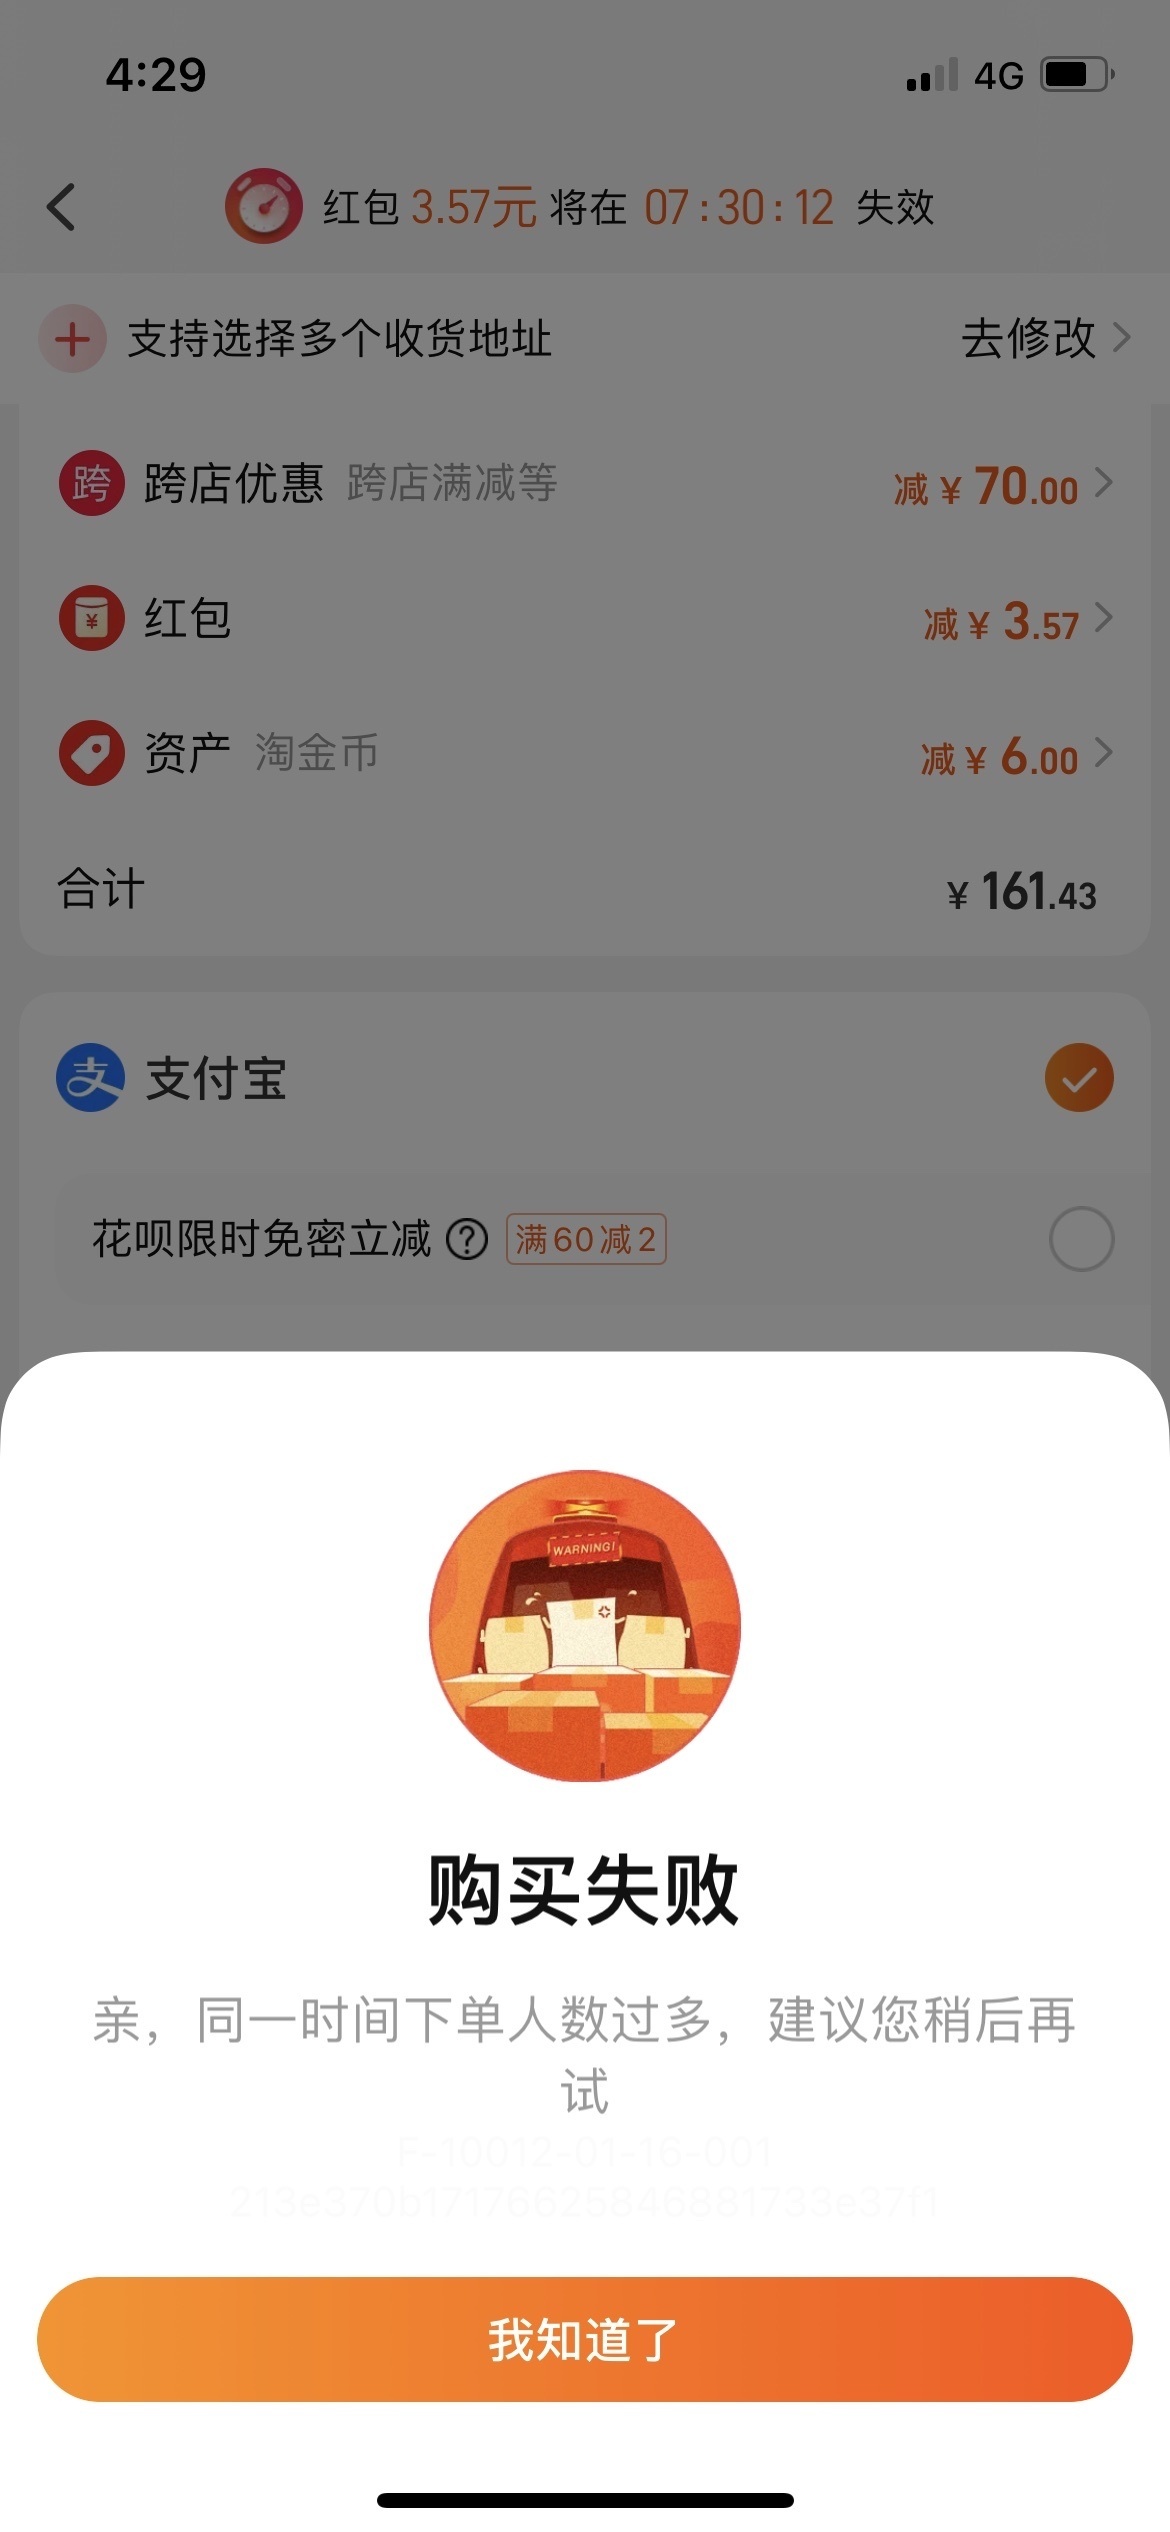 4:29 4G
红包 3.57元 将在 07:30:12 失效
支持选择多个收货地址 去修改
跨 跨店优惠 跨店满减等 减 ¥ 70.00
¥ 红包 减 ¥ 3.57
资产 淘金币 减 ¥ 6.00
合计 ¥ 161.43
支 支付宝
花呗限时免密立减 ? 满60减2
WARNING!
购买失败
亲，同一时间下单人数过多，建议您稍后再
试
F-10012-01-16-001
213e370b17176625846881733e37f1
我知道了